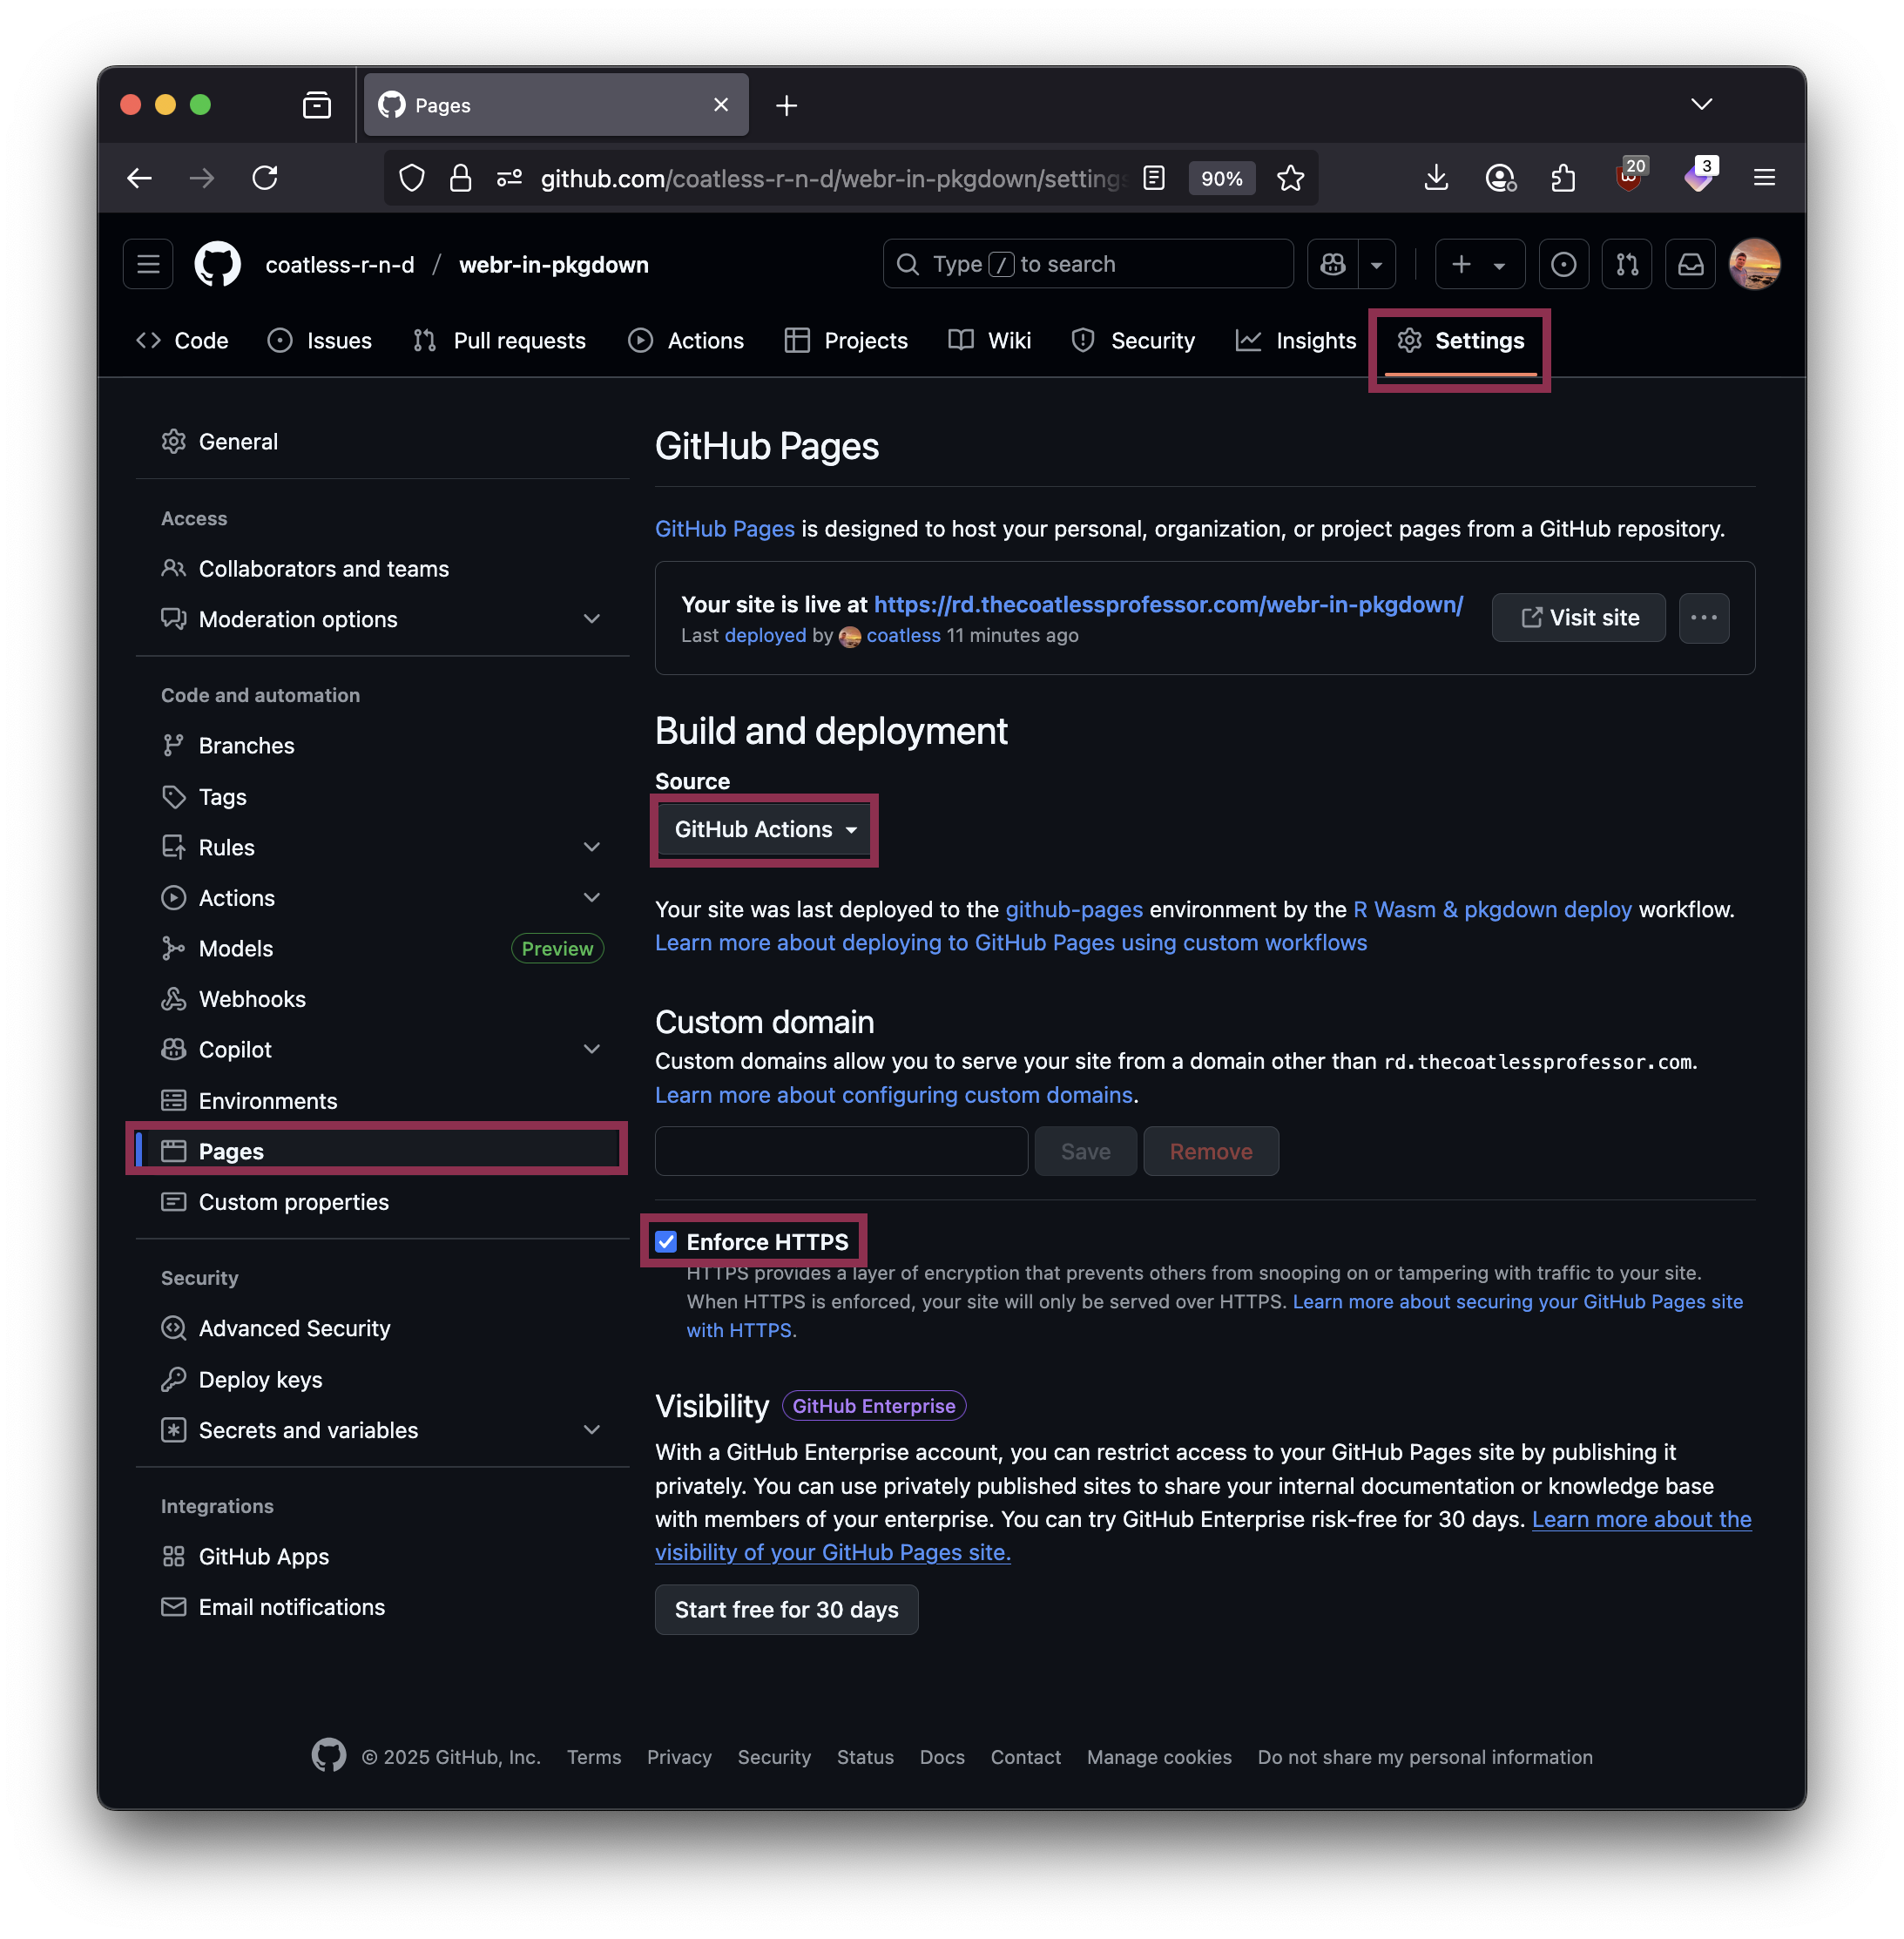 Pages
github.com/coatless-r-n-d/webr-in-pkgdown/settings
90%
20
3
coatless-r-n-d / webr-in-pkgdown
Type / to search
Code
Issues
Pull requests
Actions
Projects
Wiki
Security
Insights
Settings
General
Access
Collaborators and teams
Moderation options
Code and automation
Branches
Tags
Rules
Actions
Models
Preview
Webhooks
Copilot
Environments
Pages
Custom properties
Security
Advanced Security
Deploy keys
Secrets and variables
Integrations
GitHub Apps
Email notifications
GitHub Pages
GitHub Pages is designed to host your personal, organization, or project pages from a GitHub repository.
Your site is live at https://rd.thecoatlessprofessor.com/webr-in-pkgdown/
Last deployed by coatless 11 minutes ago
Visit site
Build and deployment
Source
GitHub Actions
Your site was last deployed to the github-pages environment by the R Wasm & pkgdown deploy workflow.
Learn more about deploying to GitHub Pages using custom workflows
Custom domain
Custom domains allow you to serve your site from a domain other than rd.thecoatlessprofessor.com.
Learn more about configuring custom domains.
Save
Remove
Enforce HTTPS
HTTPS provides a layer of encryption that prevents others from snooping on or tampering with traffic to your site.
When HTTPS is enforced, your site will only be served over HTTPS. Learn more about securing your GitHub Pages site
with HTTPS.
Visibility
GitHub Enterprise
With a GitHub Enterprise account, you can restrict access to your GitHub Pages site by publishing it
privately. You can use privately published sites to share your internal documentation or knowledge base
with members of your enterprise. You can try GitHub Enterprise risk-free for 30 days. Learn more about the
visibility of your GitHub Pages site.
Start free for 30 days
© 2025 GitHub, Inc.
Terms
Privacy
Security
Status
Docs
Contact
Manage cookies
Do not share my personal information